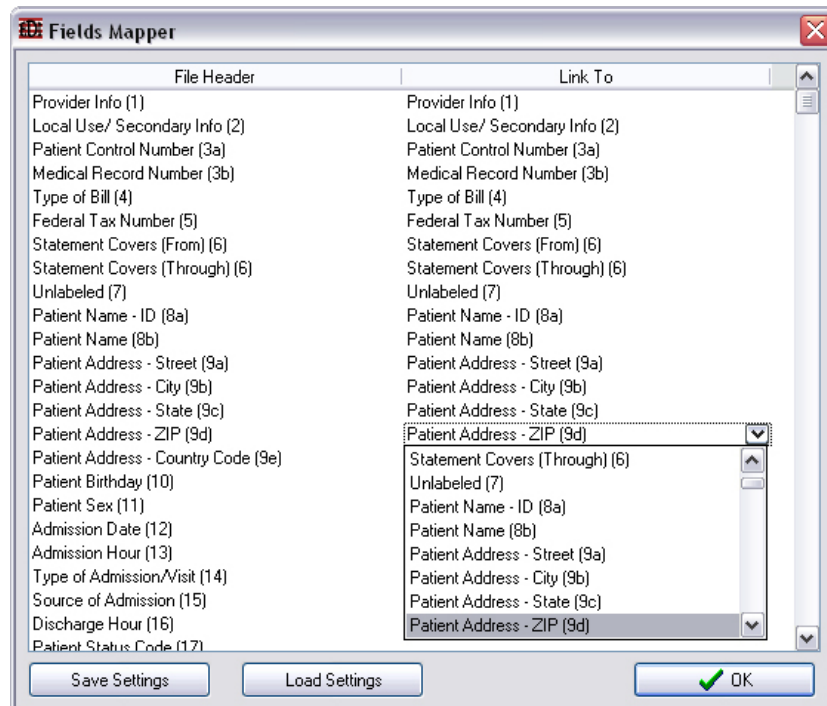 EDI Fields Mapper
File Header Link To
Provider Info (1) Provider Info (1)
Local Use/ Secondary Info (2) Local Use/ Secondary Info (2)
Patient Control Number (3a) Patient Control Number (3a)
Medical Record Number (3b) Medical Record Number (3b)
Type of Bill (4) Type of Bill (4)
Federal Tax Number (5) Federal Tax Number (5)
Statement Covers (From) (6) Statement Covers (From) (6)
Statement Covers (Through) (6) Statement Covers (Through) (6)
Unlabeled (7) Unlabeled (7)
Patient Name - ID (8a) Patient Name - ID (8a)
Patient Name (8b) Patient Name (8b)
Patient Address - Street (9a) Patient Address - Street (9a)
Patient Address - City (9b) Patient Address - City (9b)
Patient Address - State (9c) Patient Address - State (9c)
Patient Address - ZIP (9d) Patient Address - ZIP (9d)
Patient Address - Country Code (9e) Statement Covers (Through) (6)
Patient Birthday (10) Unlabeled (7)
Patient Sex (11) Patient Name - ID (8a)
Admission Date (12) Patient Name (8b)
Admission Hour (13) Patient Address - Street (9a)
Type of Admission/Visit (14) Patient Address - City (9b)
Source of Admission (15) Patient Address - State (9c)
Discharge Hour (16) Patient Address - ZIP (9d)
Patient Status Code (17)
Save Settings Load Settings OK